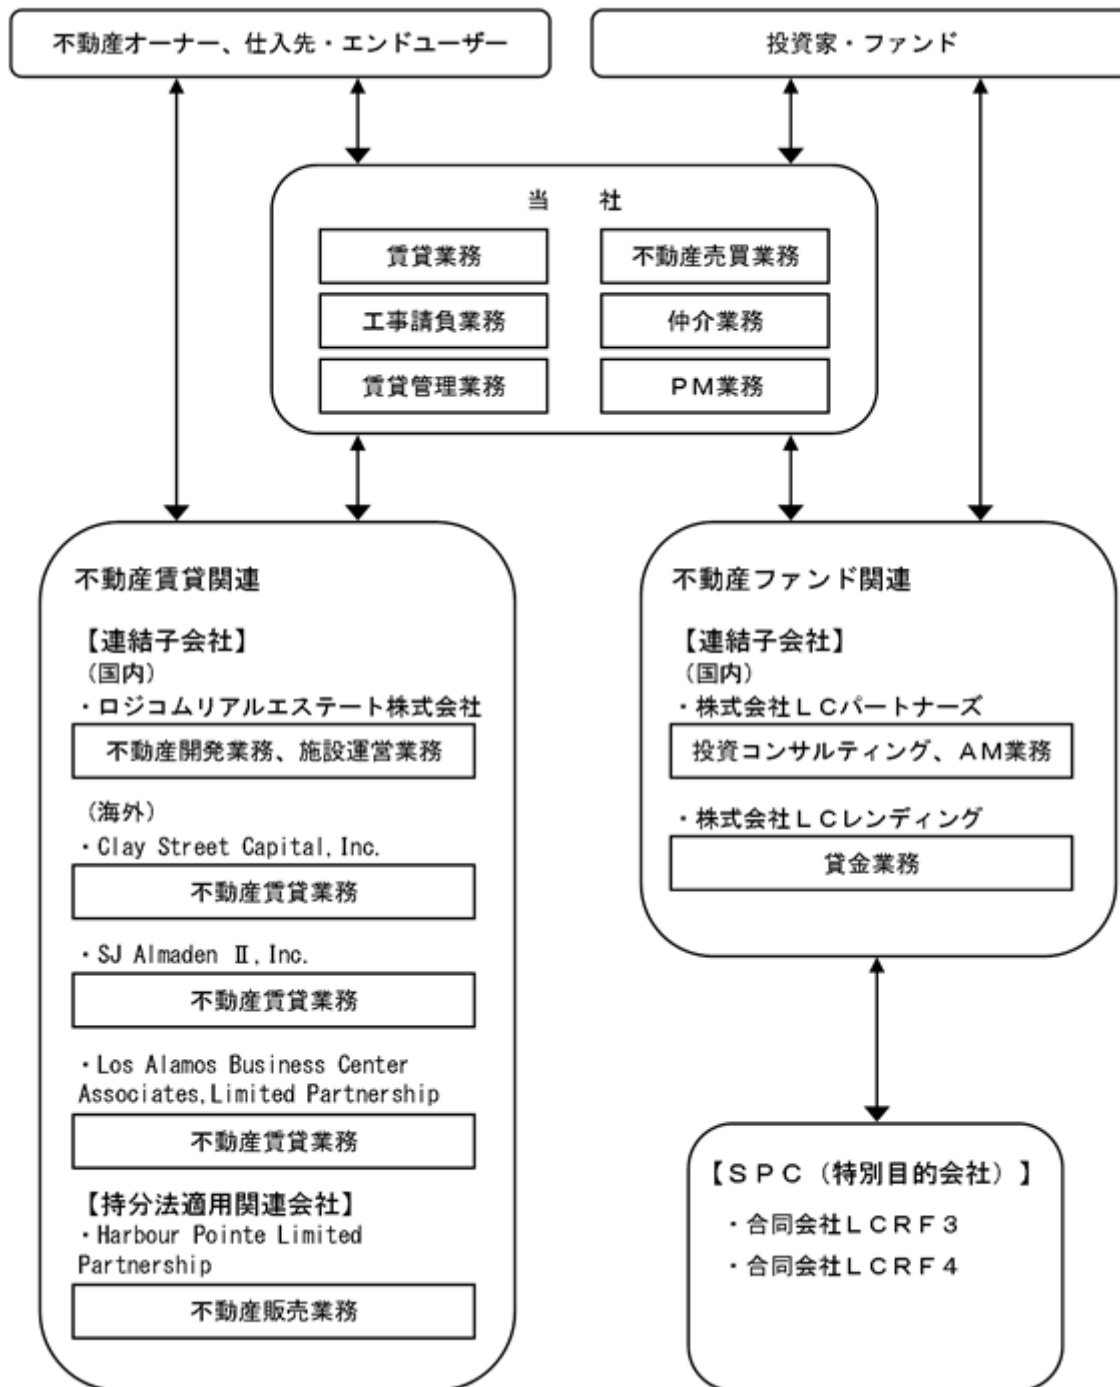 不動産オーナー、仕入先・エンドユーザー
投資家・ファンド
当　　社
賃貸業務
不動産売買業務
工事請負業務
仲介業務
賃貸管理業務
ＰＭ業務
不動産賃貸関連
【連結子会社】
（国内）
・ロジコムリアルエステート株式会社
不動産開発業務、施設運営業務
（海外）
・Clay Street Capital, Inc.
不動産賃貸業務
・SJ Almaden Ⅱ, Inc.
不動産賃貸業務
・Los Alamos Business Center
Associates, Limited Partnership
不動産賃貸業務
【持分法適用関連会社】
・Harbour Pointe Limited
Partnership
不動産販売業務
不動産ファンド関連
【連結子会社】
（国内）
・株式会社ＬＣパートナーズ
投資コンサルティング、ＡＭ業務
・株式会社ＬＣレンディング
貸金業務
【ＳＰＣ（特別目的会社）】
・合同会社ＬＣＲＦ３
・合同会社ＬＣＲＦ４